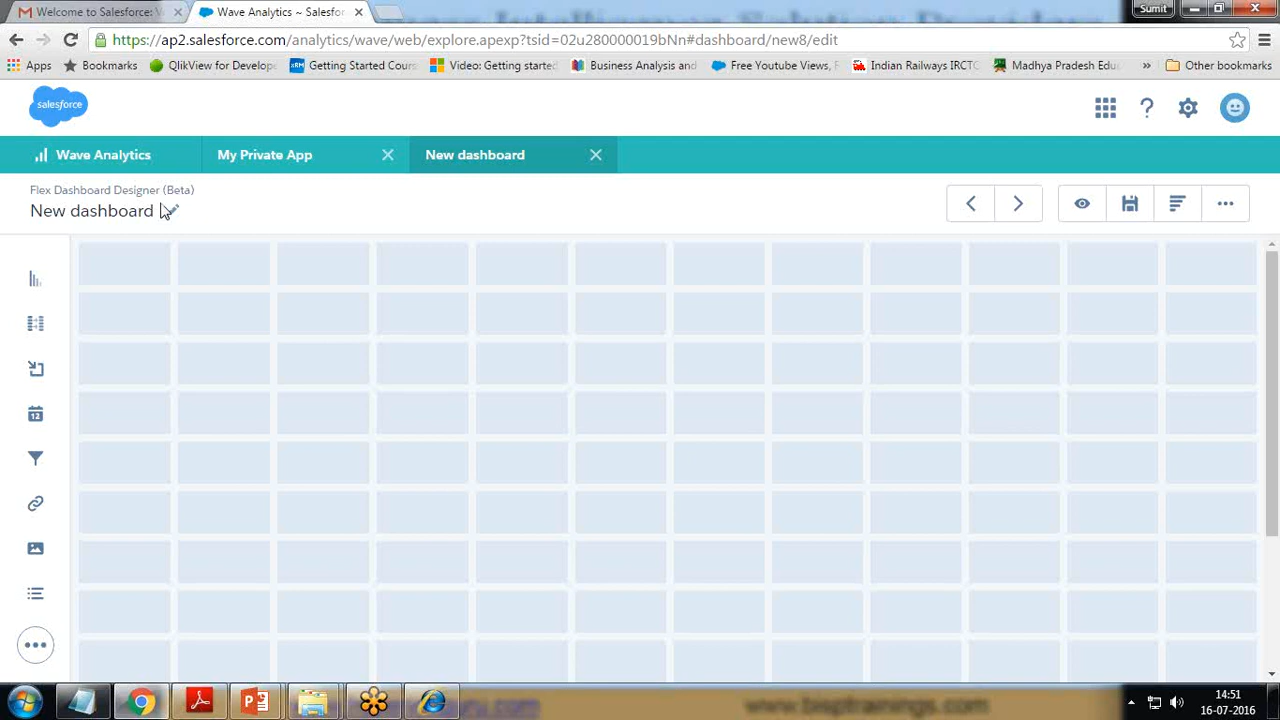 Welcome to Salesforce: V
Wave Analytics ~ Salesfor
Sumit
https://ap2.salesforce.com/analytics/wave/web/explore.apexp?tsid=02u280000019bNn#dashboard/new8/edit
Apps
Bookmarks
QlikView for Develope
Getting Started Cour
Video: Getting started
Business Analysis and
Free Youtube Views,
Indian Railways IRCTC
Madhya Pradesh Edu
»
Other bookmarks
salesforce
Wave Analytics
My Private App
New dashboard
Flex Dashboard Designer (Beta)
New dashboard
12
14:51
16-07-2016